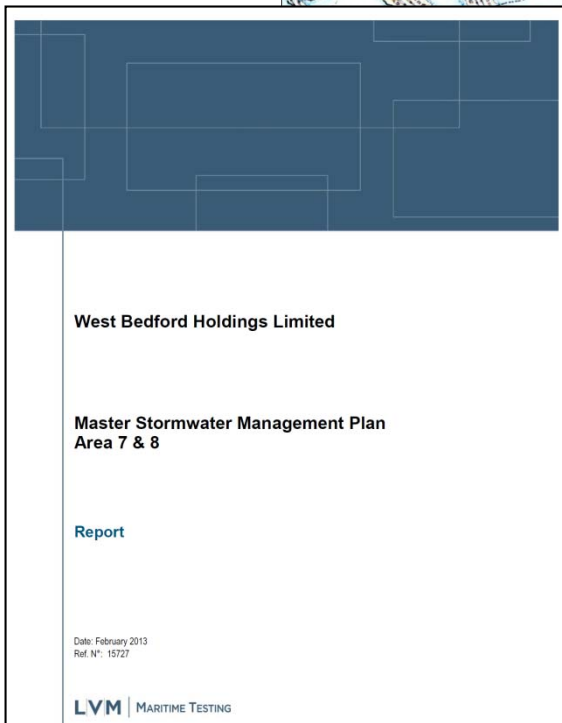 West Bedford Holdings Limited
Master Stormwater Management Plan
Area 7 & 8
Report
Date: February 2013
Ref. N°: 15727
LVM | MARITIME TESTING